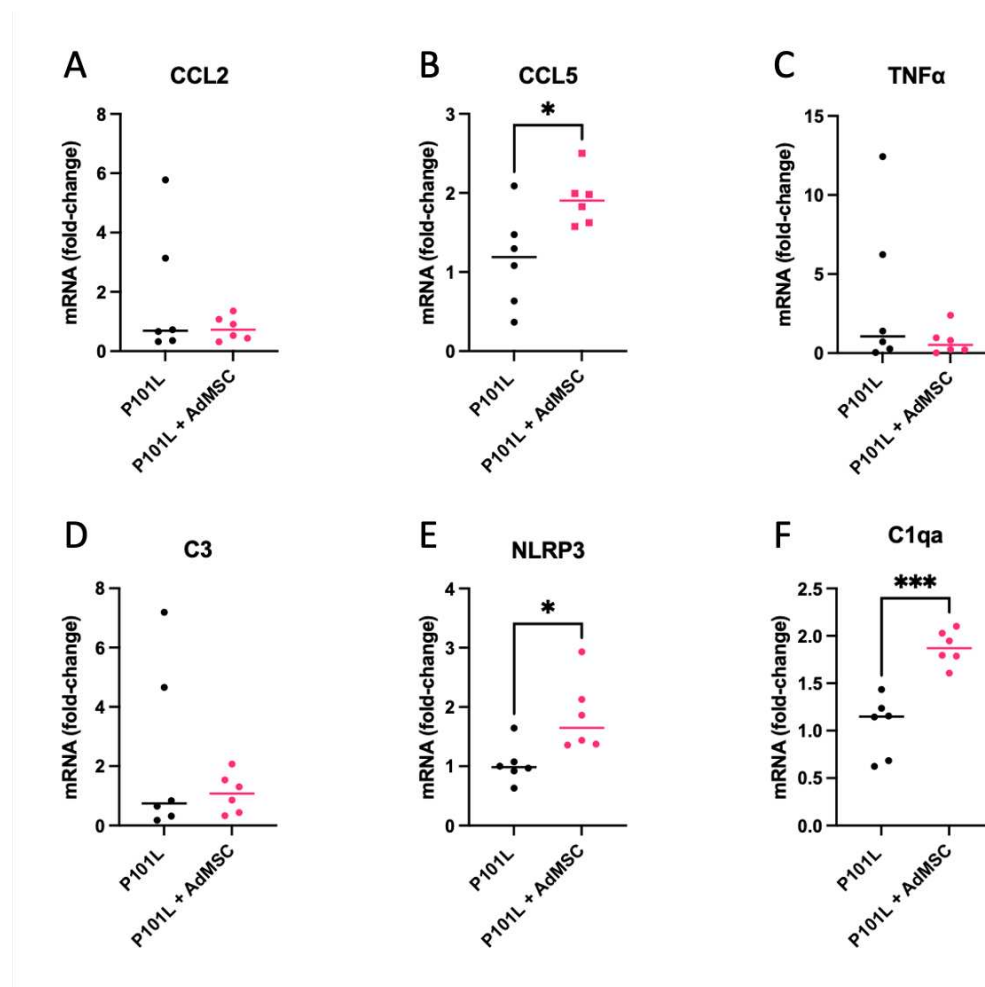 A
CCL2
mRNA (fold-change)
8
6
4
2
0
P101L
P101L + AdMSC
B
CCL5
*
mRNA (fold-change)
3
2
1
0
P101L
P101L + AdMSC
C
TNFα
mRNA (fold-change)
15
10
5
0
P101L
P101L + AdMSC
D
C3
mRNA (fold-change)
8
6
4
2
0
P101L
P101L + AdMSC
E
NLRP3
*
mRNA (fold-change)
4
3
2
1
0
P101L
P101L + AdMSC
F
C1qa
***
mRNA (fold-change)
2.5
2.0
1.5
1.0
0.5
0.0
P101L
P101L + AdMSC